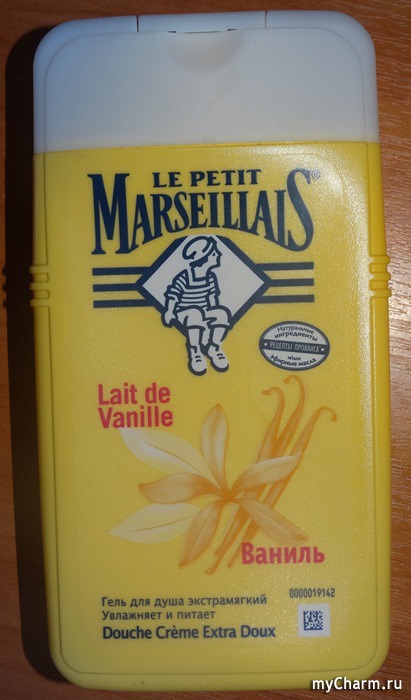 LE PETIT
MARSEILLAIS
Натуральные
ингредиенты
РЕЦЕПТЫ ПРОВАНСА
и/или
эфирные масла
Lait de
Vanille
Ваниль
Гель для душа экстрамягкий
Увлажняет и питает
Douche Crème Extra Doux
0000019142
myCharm.ru